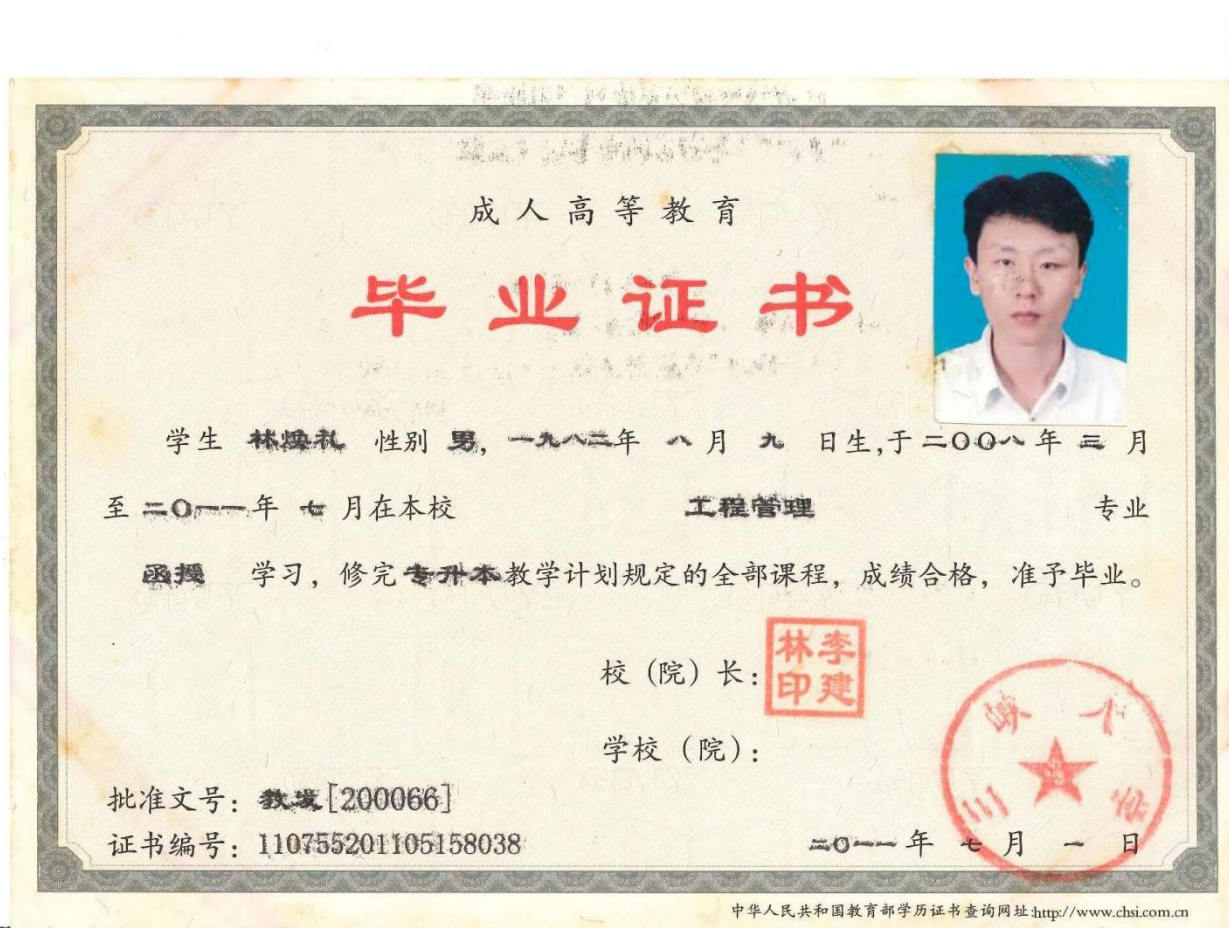 成人高等教育
毕业证书
学生 林焕礼 性别 男, 一九八二年 八月 九 日生,于二〇〇八年 三 月
至二〇一一年 七 月在本校 工程管理 专业
函授 学习，修完专升本教学计划规定的全部课程，成绩合格，准予毕业。
校（院）长：
李建林印
学校（院）：
三峡大学
批准文号：教发[200066]
证书编号：110755201105158038
二〇一一年 七 月 一 日
中华人民共和国教育部学历证书查询网址:http://www.chsi.com.cn